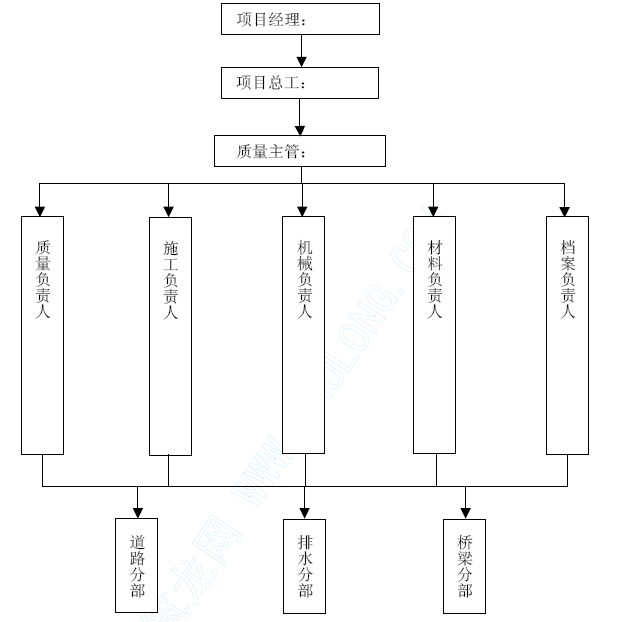 项目经理：
项目总工：
质量主管：
质量负责人
施工负责人
机械负责人
材料负责人
档案负责人
道路分部
排水分部
桥梁分部